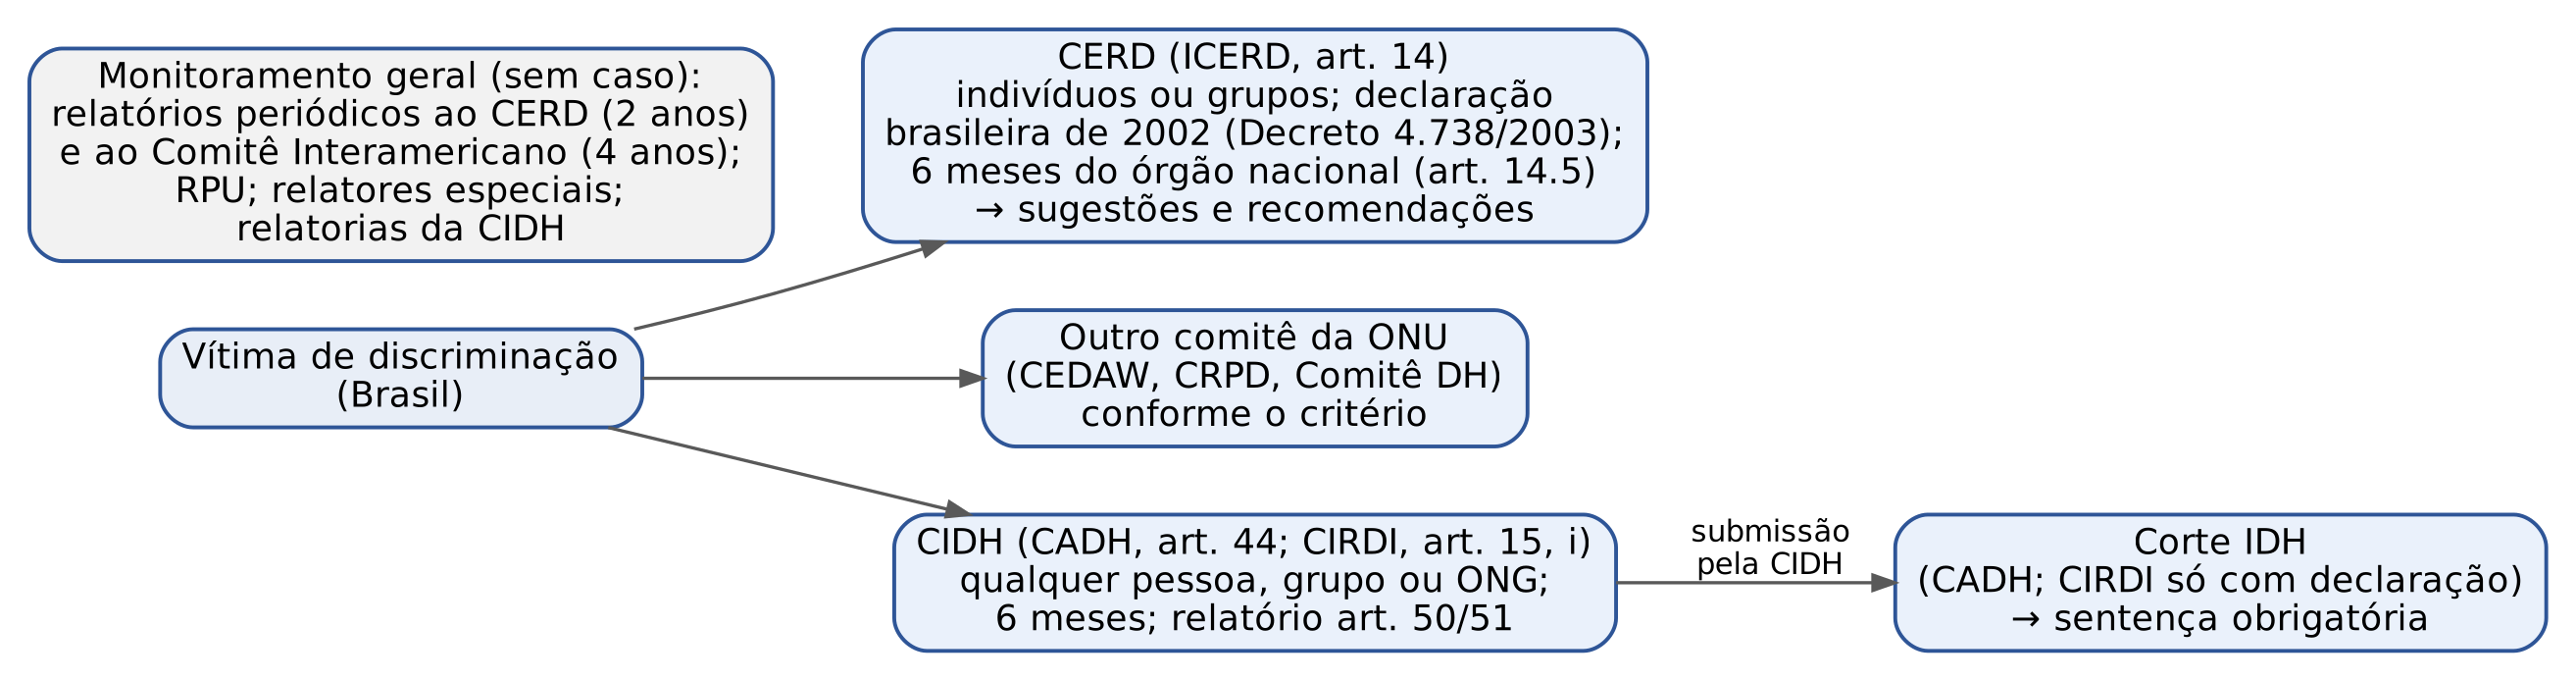 Monitoramento geral (sem caso):
relatórios periódicos ao CERD (2 anos)
e ao Comitê Interamericano (4 anos);
RPU; relatores especiais;
relatorias da CIDH
CERD (ICERD, art. 14)
indivíduos ou grupos; declaração
brasileira de 2002 (Decreto 4.738/2003);
6 meses do órgão nacional (art. 14.5)
→ sugestões e recomendações
Vítima de discriminação
(Brasil)
Outro comitê da ONU
(CEDAW, CRPD, Comitê DH)
conforme o critério
CIDH (CADH, art. 44; CIRDI, art. 15, i)
qualquer pessoa, grupo ou ONG;
6 meses; relatório art. 50/51
submissão
pela CIDH
Corte IDH
(CADH; CIRDI só com declaração)
→ sentença obrigatória